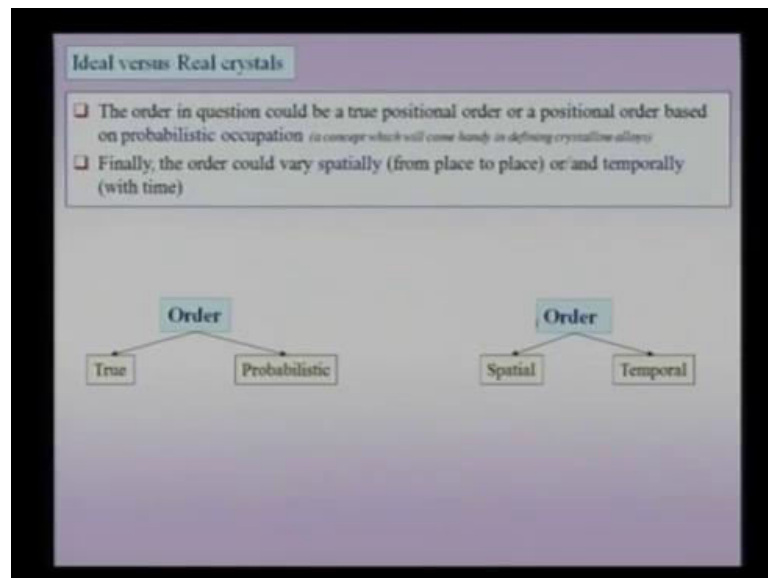 Ideal versus Real crystals
❑ The order in question could be a true positional order or a positional order based
on probabilistic occupation (a concept which will come handy in defining crystalline alloys)
❑ Finally, the order could vary spatially (from place to place) or/and temporally
(with time)
Order
Order
True
Probabilistic
Spatial
Temporal